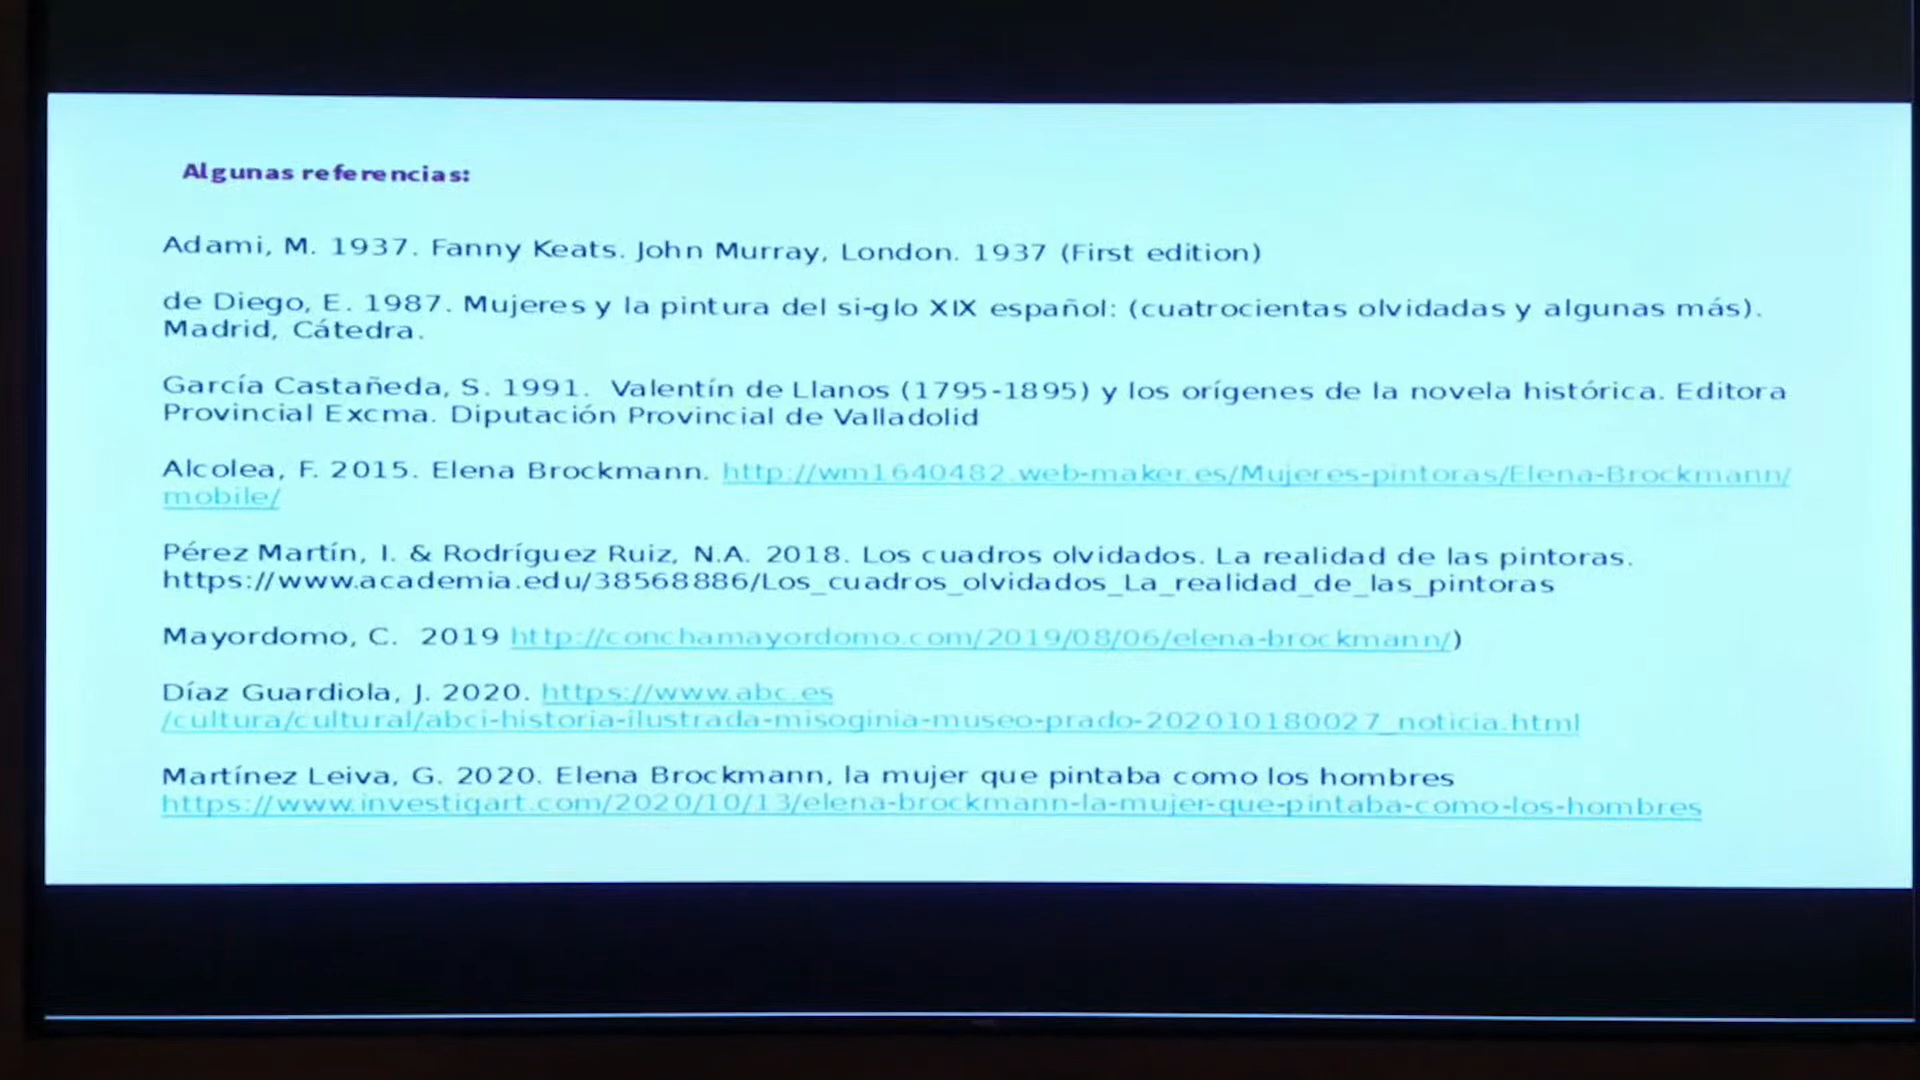 Algunas referencias:
Adami, M. 1937. Fanny Keats. John Murray, London. 1937 (First edition)
de Diego, E. 1987. Mujeres y la pintura del si-glo XIX español: (cuatrocientas olvidadas y algunas más).
Madrid, Cátedra.
García Castañeda, S. 1991. Valentín de Llanos (1795-1895) y los orígenes de la novela histórica. Editora
Provincial Excma. Diputación Provincial de Valladolid
Alcolea, F. 2015. Elena Brockmann. http://wm1640482.web-maker.es/Mujeres-pintoras/Elena-Brockmann/
mobile/
Pérez Martín, I. & Rodríguez Ruiz, N.A. 2018. Los cuadros olvidados. La realidad de las pintoras.
https://www.academia.edu/38568886/Los_cuadros_olvidados_La_realidad_de_las_pintoras
Mayordomo, C. 2019 http://conchamayordomo.com/2019/08/06/elena-brockmann/)
Díaz Guardiola, J. 2020. https://www.abc.es
/cultura/cultural/abci-historia-ilustrada-misoginia-museo-prado-202010180027_noticia.html
Martínez Leiva, G. 2020. Elena Brockmann, la mujer que pintaba como los hombres
https://www.investigart.com/2020/10/13/elena-brockmann-la-mujer-que-pintaba-como-los-hombres